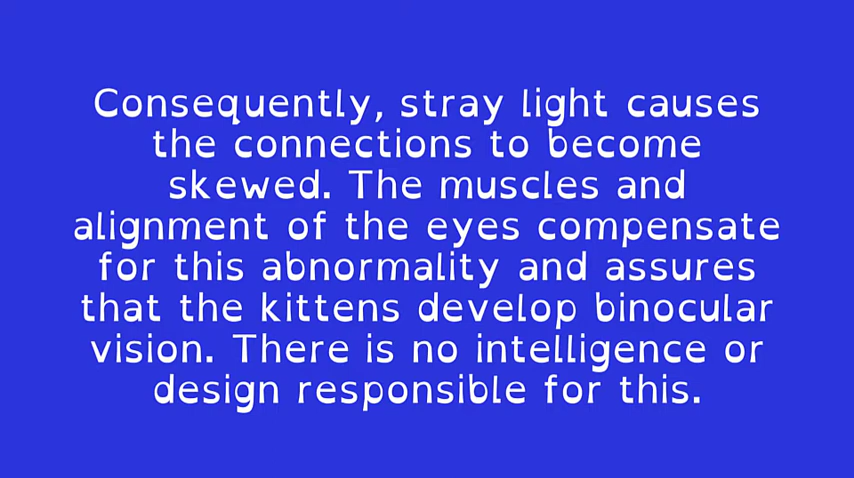 Consequently, stray light causes
the connections to become
skewed. The muscles and
alignment of the eyes compensate
for this abnormality and assures
that the kittens develop binocular
vision. There is no intelligence or
design responsible for this.